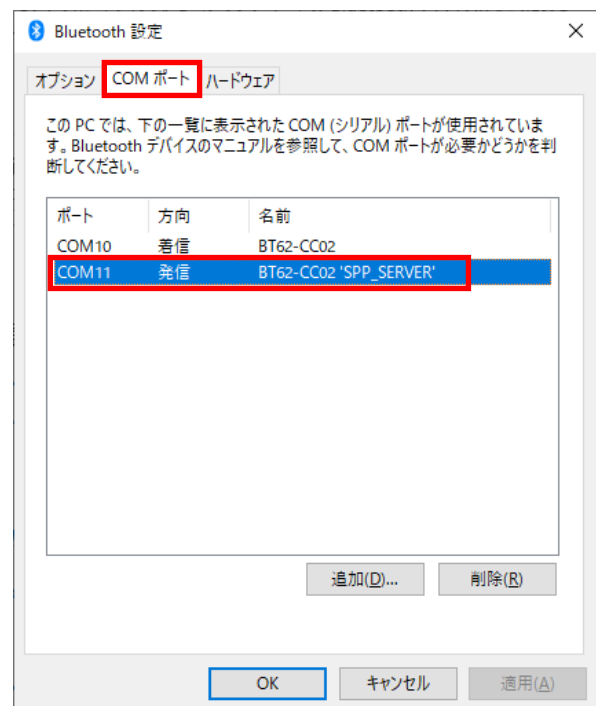 Bluetooth 設定
オプション COM ポート ハードウェア
この PC では、下の一覧に表示された COM (シリアル) ポートが使用されていま
す。Bluetooth デバイスのマニュアルを参照して、COM ポートが必要かどうかを判
断してください。
ポート 方向 名前
COM10 着信 BT62-CC02
COM11 発信 BT62-CC02 'SPP_SERVER'
追加(D)... 削除(R)
OK キャンセル 適用(A)